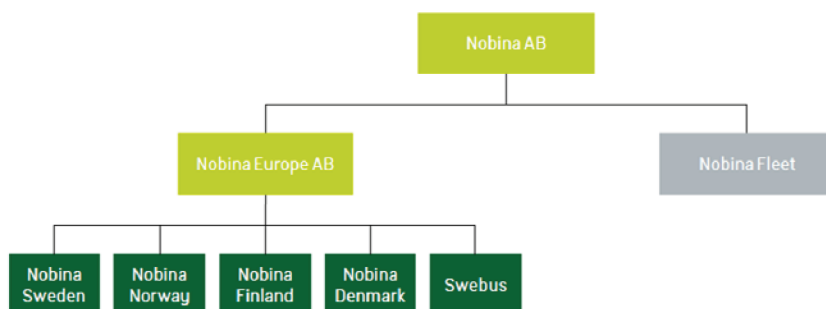 Nobina AB
Nobina Europe AB
Nobina Fleet
Nobina
Sweden
Nobina
Norway
Nobina
Finland
Nobina
Denmark
Swebus